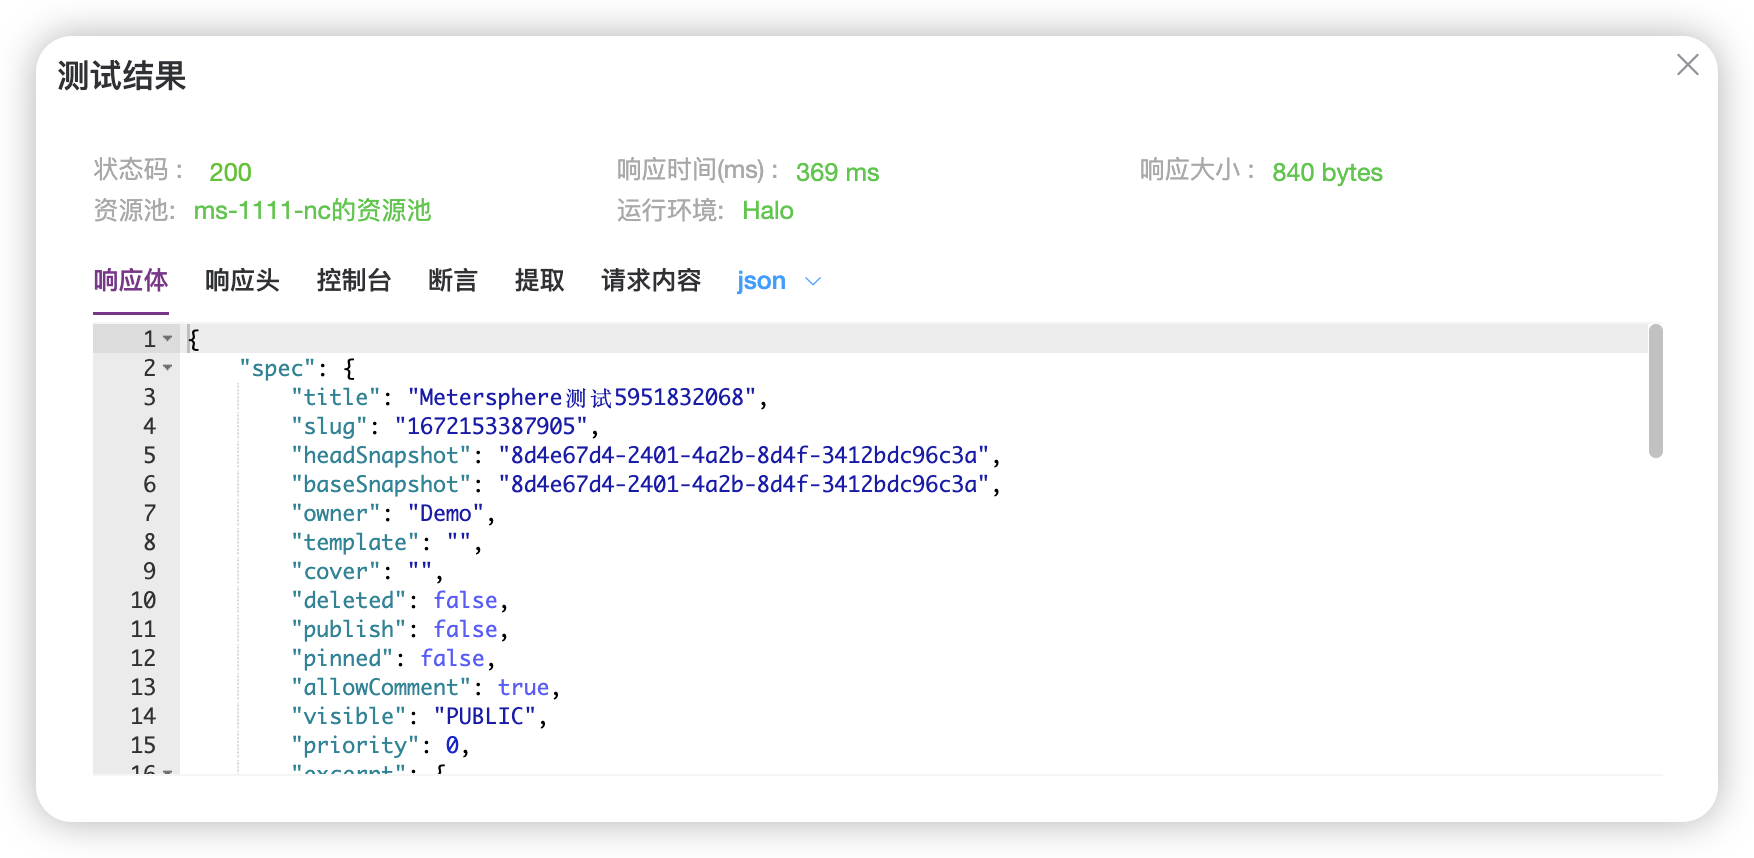 测试结果
状态码： 200 响应时间(ms)： 369 ms 响应大小： 840 bytes
资源池: ms-1111-nc的资源池 运行环境: Halo
响应体 响应头 控制台 断言 提取 请求内容 json
1 {
2 "spec": {
3 "title": "Metersphere测试5951832068",
4 "slug": "1672153387905",
5 "headSnapshot": "8d4e67d4-2401-4a2b-8d4f-3412bdc96c3a",
6 "baseSnapshot": "8d4e67d4-2401-4a2b-8d4f-3412bdc96c3a",
7 "owner": "Demo",
8 "template": "",
9 "cover": "",
10 "deleted": false,
11 "publish": false,
12 "pinned": false,
13 "allowComment": true,
14 "visible": "PUBLIC",
15 "priority": 0,
16 "excerpt": {